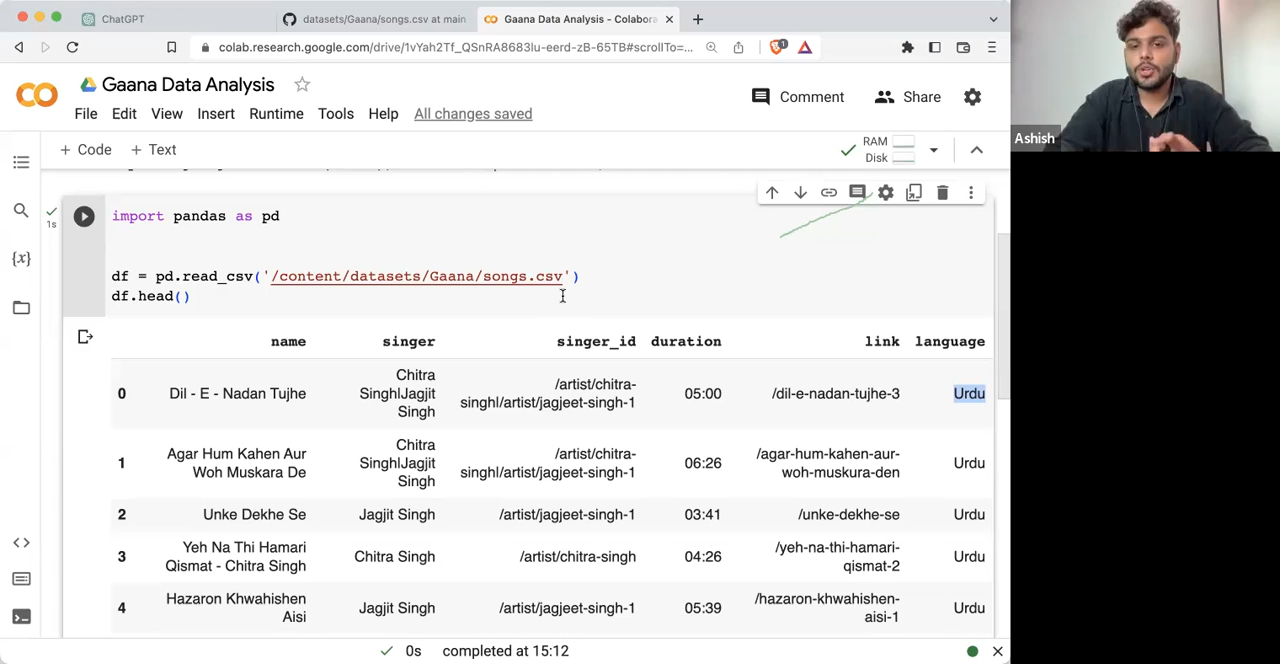 ChatGPT
datasets/Gaana/songs.csv at main
Gaana Data Analysis - Colabora
colab.research.google.com/drive/1vYah2Tf_QSnRA8683lu-eerd-zB-65TB#scrollTo=...
1
Gaana Data Analysis
File Edit View Insert Runtime Tools Help All changes saved
Comment
Share
+ Code + Text
RAM
Disk
1s
import pandas as pd
df = pd.read_csv('/content/datasets/Gaana/songs.csv')
df.head()
name singer singer_id duration link language
0 Dil - E - Nadan Tujhe Chitra Singh|Jagjit Singh /artist/chitra-singh|/artist/jagjeet-singh-1 05:00 /dil-e-nadan-tujhe-3 Urdu
1 Agar Hum Kahen Aur Woh Muskara De Chitra Singh|Jagjit Singh /artist/chitra-singh|/artist/jagjeet-singh-1 06:26 /agar-hum-kahen-aur-woh-muskura-den Urdu
2 Unke Dekhe Se Jagjit Singh /artist/jagjeet-singh-1 03:41 /unke-dekhe-se Urdu
3 Yeh Na Thi Hamari Qismat - Chitra Singh Chitra Singh /artist/chitra-singh 04:26 /yeh-na-thi-hamari-qismat-2 Urdu
4 Hazaron Khwahishen Aisi Jagjit Singh /artist/jagjeet-singh-1 05:39 /hazaron-khwahishen-aisi-1 Urdu
0s completed at 15:12
Ashish